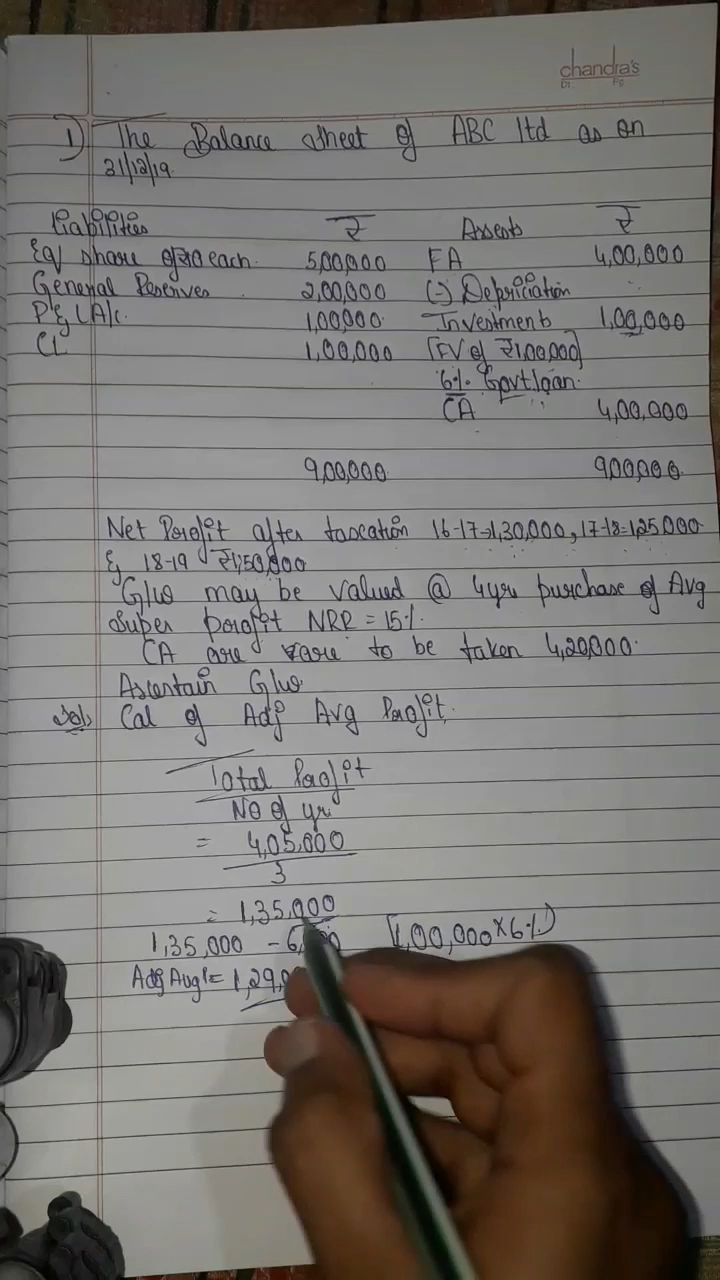 chandra's
Dt Pg
1) The Balance sheet of ABC ltd as on
31/12/19.
Liabilities ₹ Assets ₹
Eq share @ each. 5,00,000 FA 4,00,000
General Reserves 2,00,000 (-) Depriciation
P & L A/c. 1,00,000 Investment 1,00,000
CL 1,00,000 [FV of ₹1,00,000]
6% Govt loan.
CA 4,00,000
9,00,000 9,00,000
Net Profit after taxation 16-17=1,30,000, 17-18=1,25,000
& 18-19 ₹1,50,000
G/w may be valued @ 4yr purchase of Avg
Super profit NRR = 15%.
CA are to be taken 4,20,000.
Ascertain G/w.
Sol: Cal of Adj Avg Profit.
Total Profit
No of yr
= 4,05,000
3
= 1,35,000
1,35,000 - [1,00,000 × 6%]
Adj Avg =